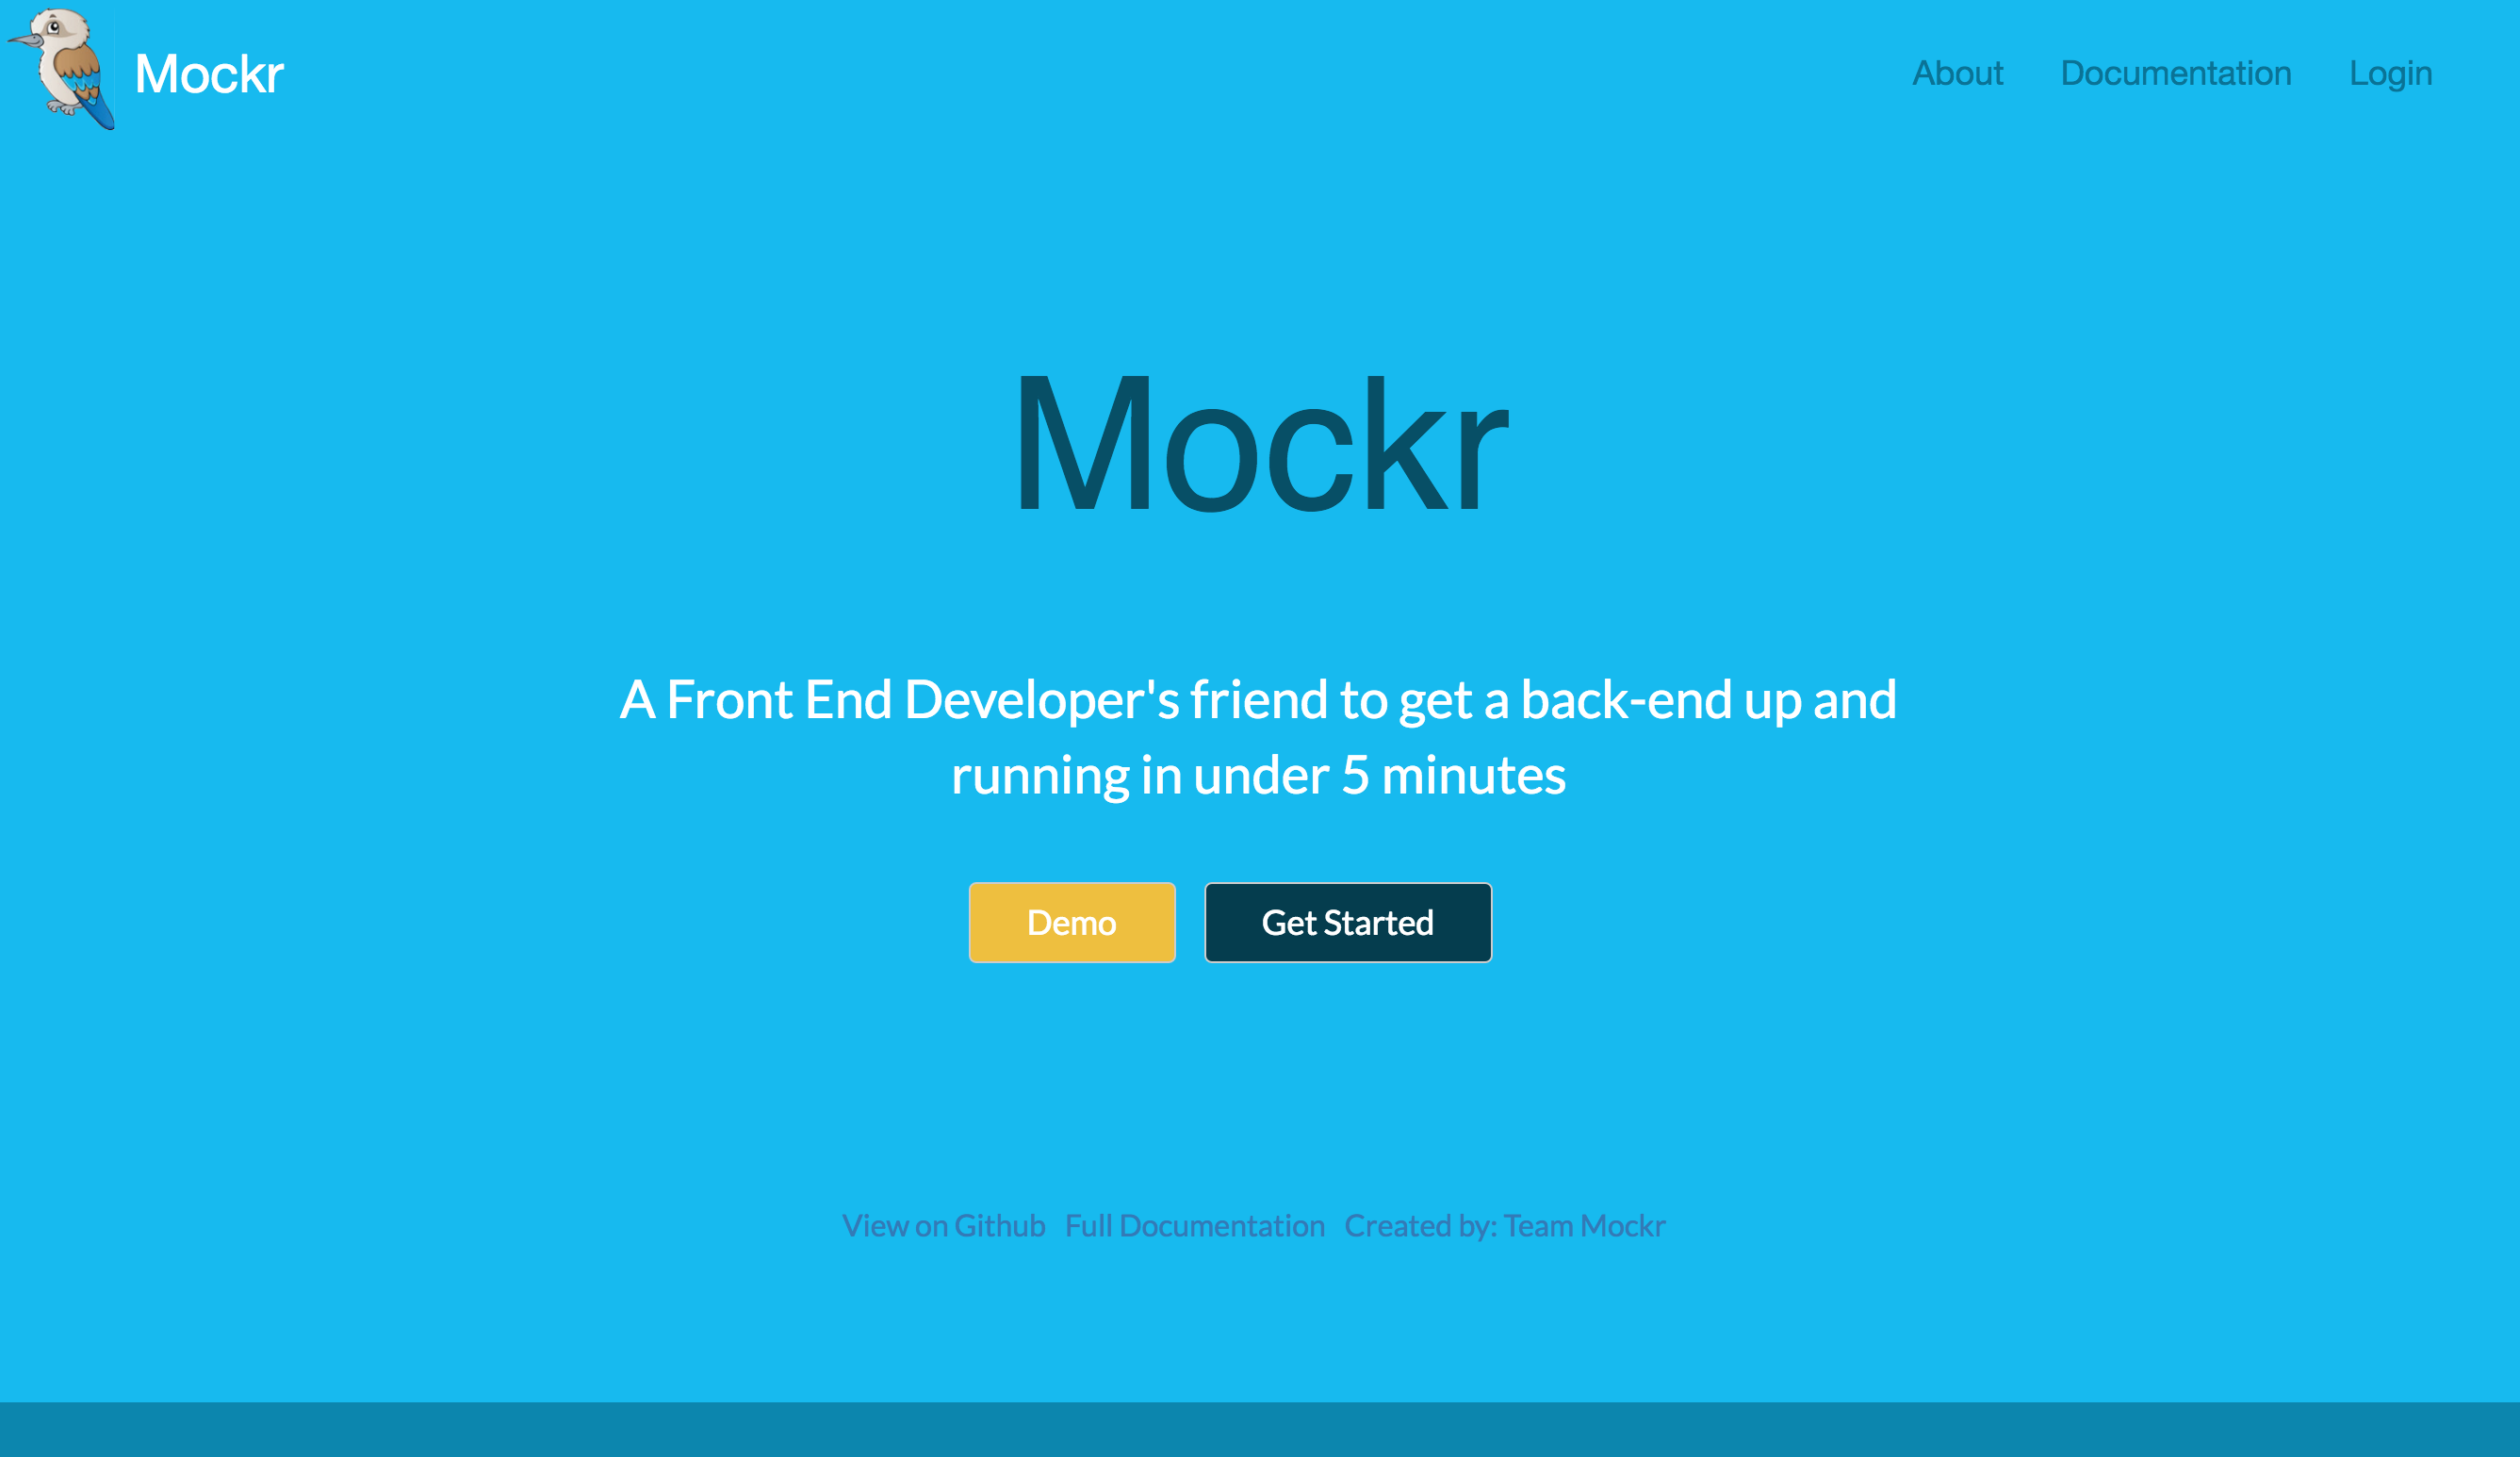 Mockr
About Documentation Login
Mockr
A Front End Developer's friend to get a back-end up and
running in under 5 minutes
Demo Get Started
View on Github Full Documentation Created by: Team Mockr